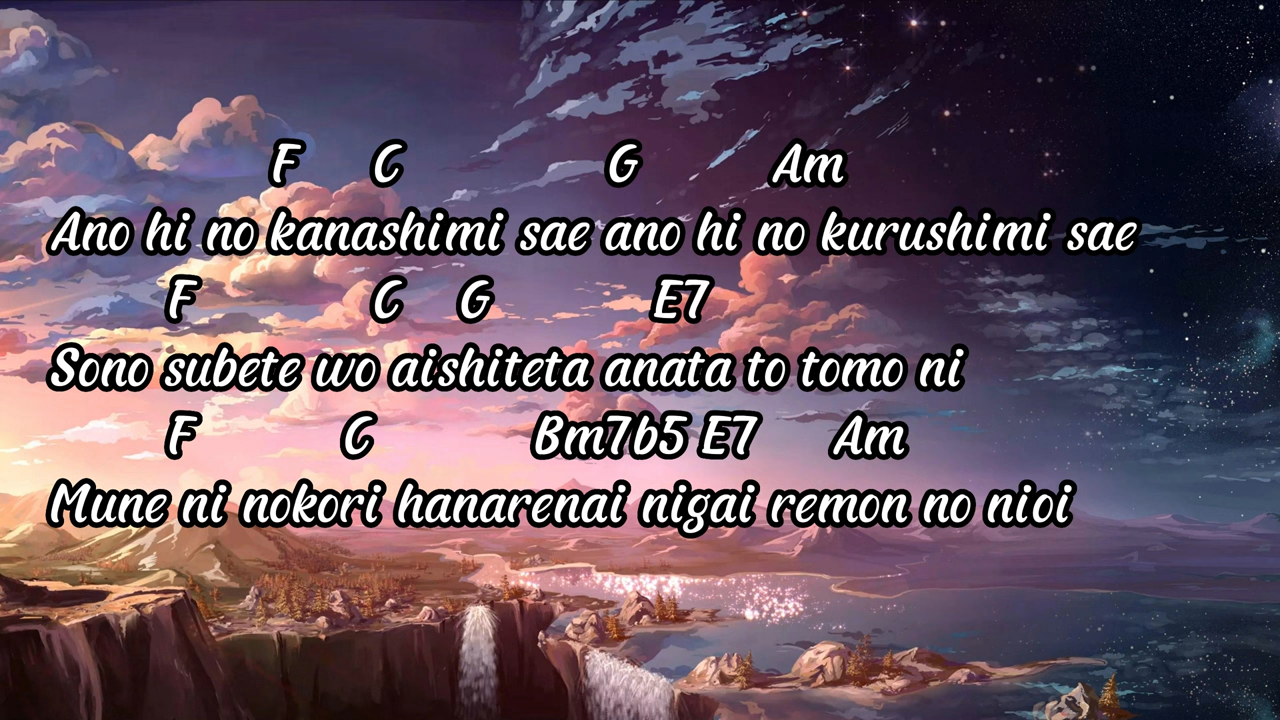 F C G Am
Ano hi no kanashimi sae ano hi no kurushimi sae
F C G E7
Sono subete wo aishiteta anata to tomo ni
F C Bm7b5 E7 Am
Mune ni nokori hanarenai nigai remon no nioi